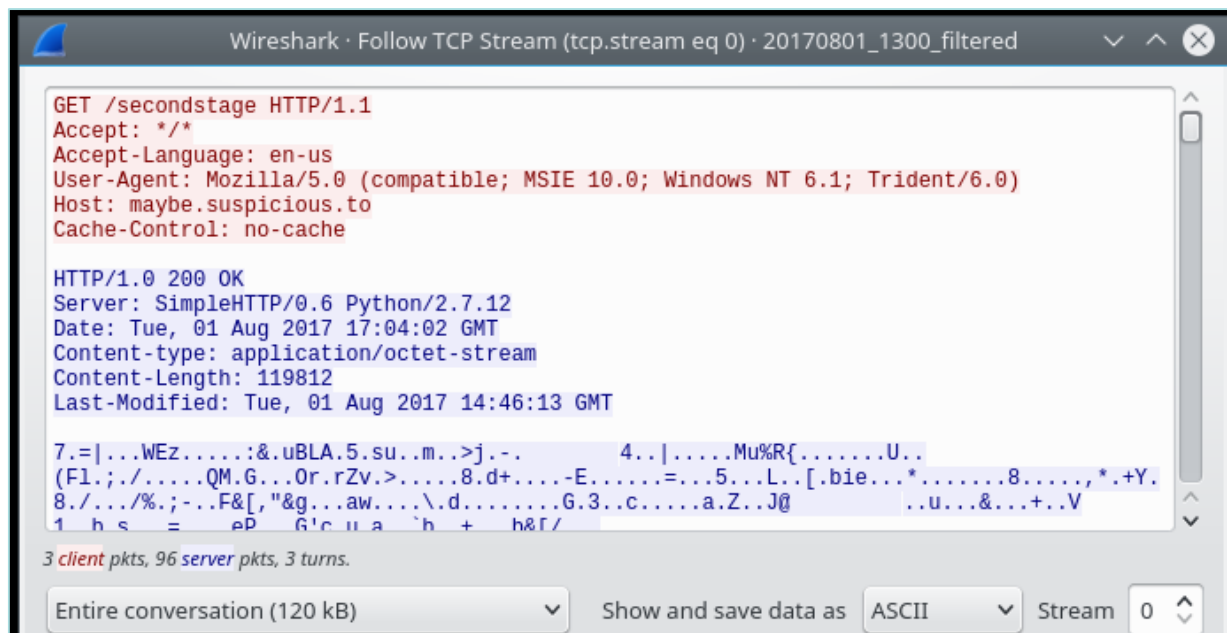 Wireshark · Follow TCP Stream (tcp.stream eq 0) · 20170801_1300_filtered
GET /secondstage HTTP/1.1
Accept: */*
Accept-Language: en-us
User-Agent: Mozilla/5.0 (compatible; MSIE 10.0; Windows NT 6.1; Trident/6.0)
Host: maybe.suspicious.to
Cache-Control: no-cache
HTTP/1.0 200 OK
Server: SimpleHTTP/0.6 Python/2.7.12
Date: Tue, 01 Aug 2017 17:04:02 GMT
Content-type: application/octet-stream
Content-Length: 119812
Last-Modified: Tue, 01 Aug 2017 14:46:13 GMT
7.=|...WEz.....:&.uBLA.5.su..m..>j.-. 4..|.....Mu%R{.......U..
(Fl.;./.....QM.G...Or.rZv.>.....8.d+....-E......=...5...L..[.bie...*.......8.....,*.+Y.
8./.../%.;-..F&[,"&g...aw....\.d........G.3..c.....a.Z..J@ ..u...&...+..V
3 client pkts, 96 server pkts, 3 turns.
Entire conversation (120 kB) Show and save data as ASCII Stream 0